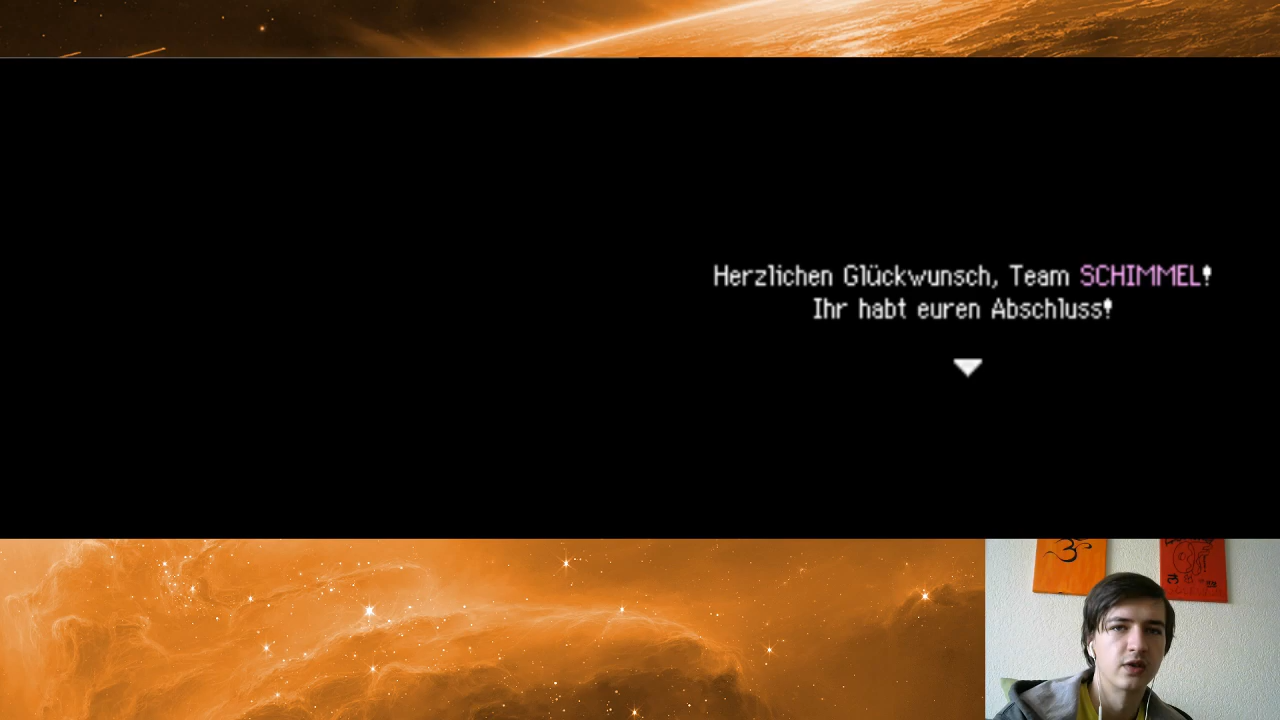 Herzlichen Glückwunsch, Team SCHIMMEL!
Ihr habt euren Abschluss!
ॐ